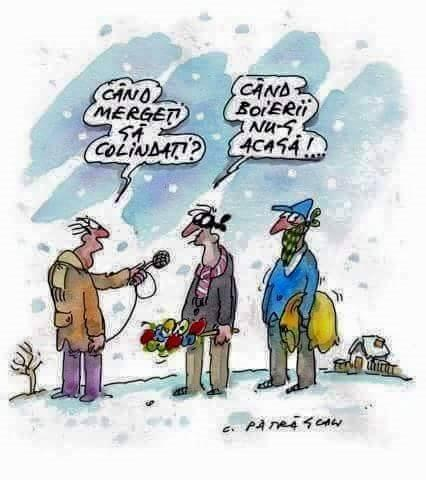 CÂND
MERGEȚI
SĂ
COLINDAȚI?
CÂND
BOIERII
NU-S
ACASĂ!...
C. PĂTRĂȘCAN